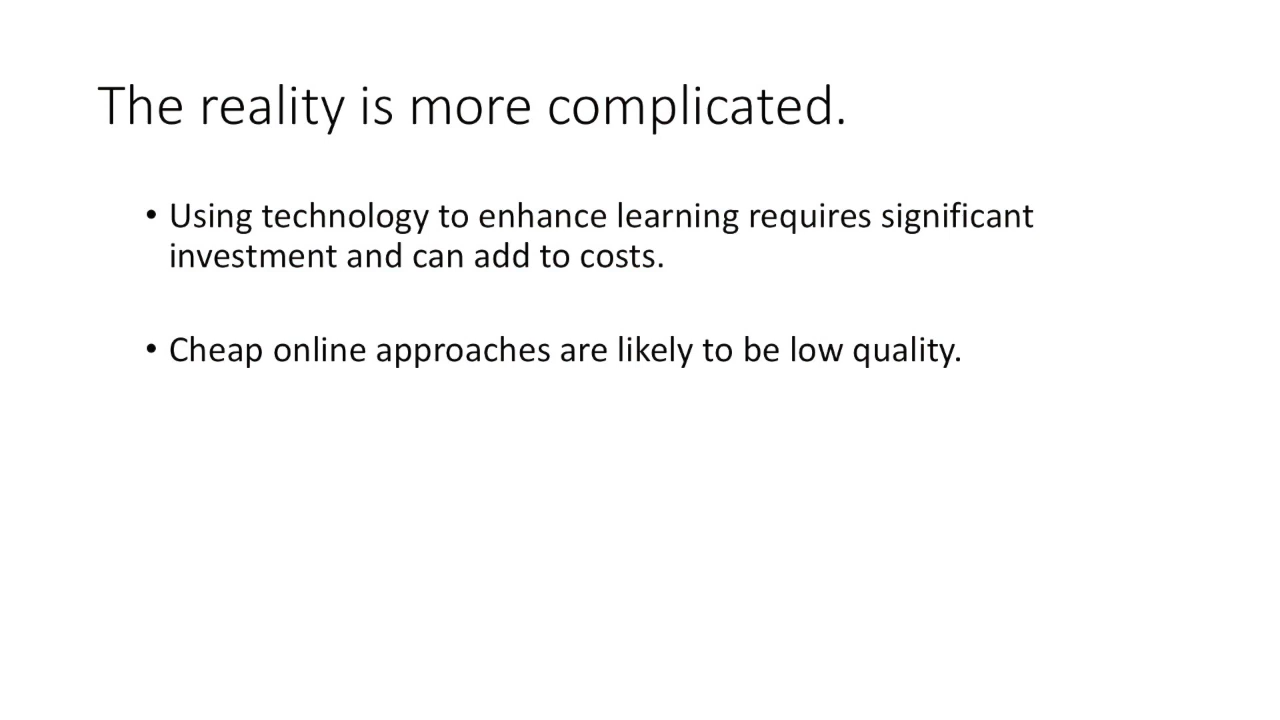 The reality is more complicated.
• Using technology to enhance learning requires significant
investment and can add to costs.
• Cheap online approaches are likely to be low quality.